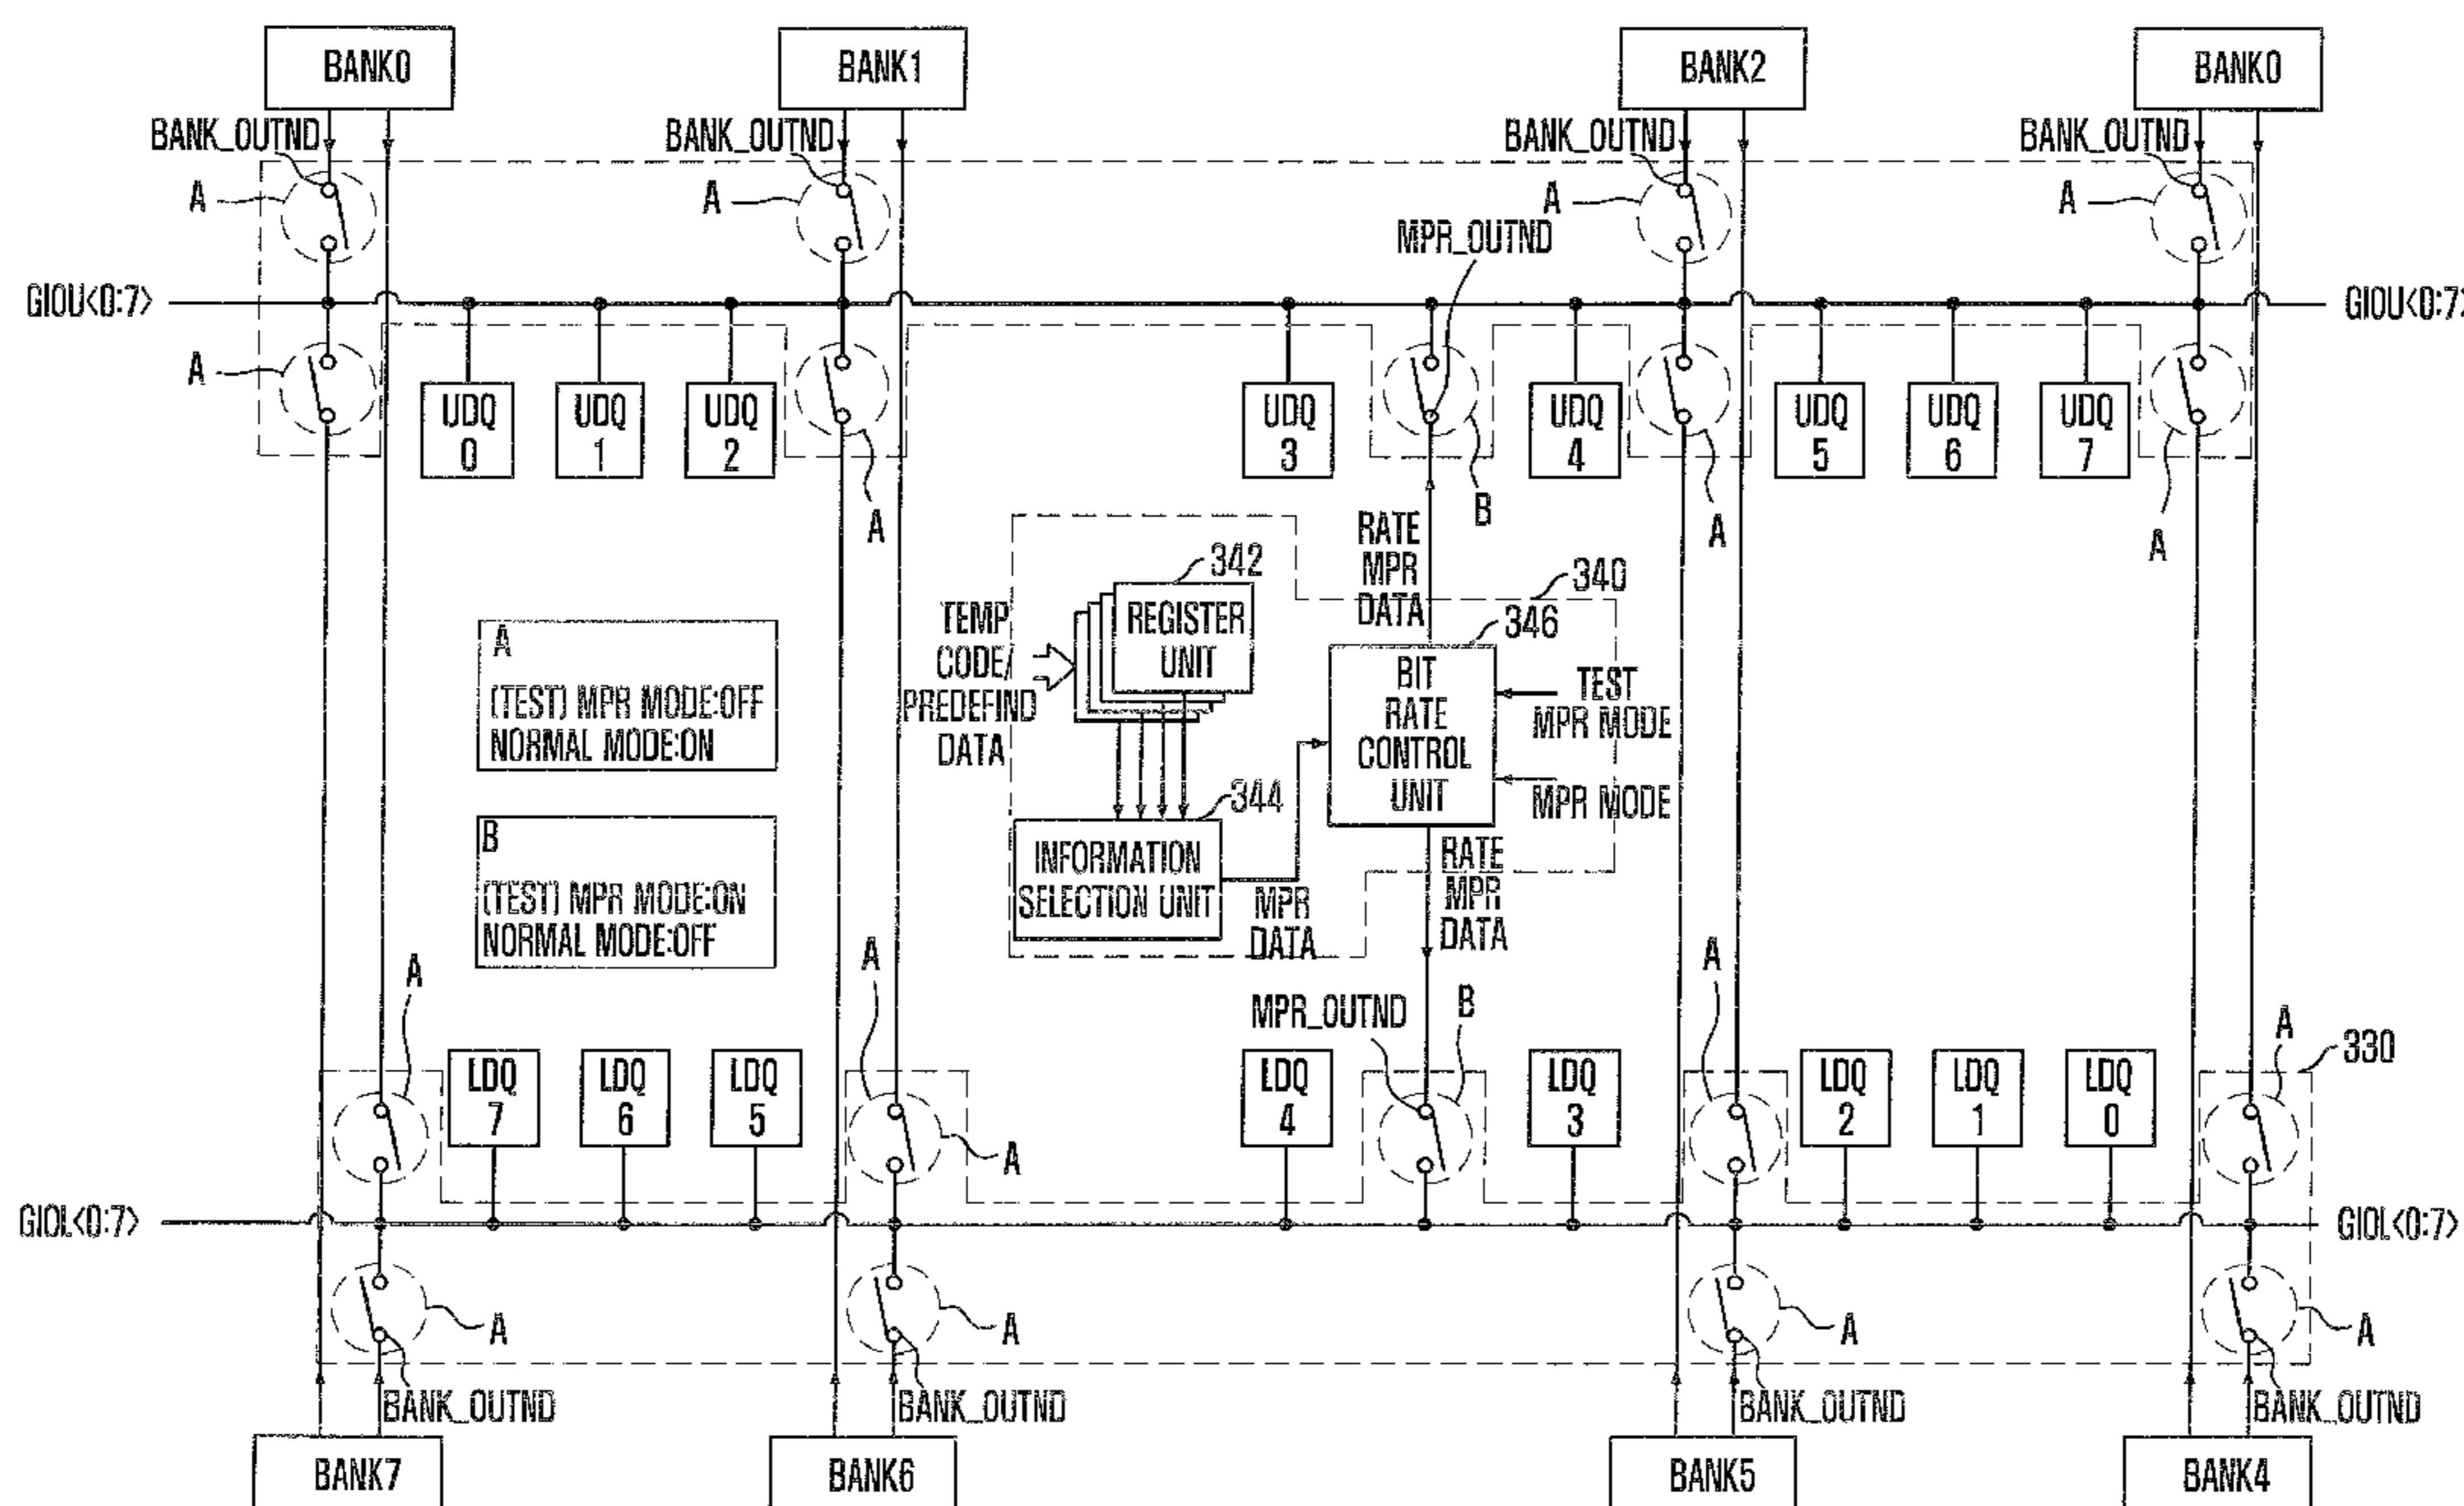 BANK0
BANK1
BANK2
BANK0
BANK_OUTND
BANK_OUTND
BANK_OUTND
BANK_OUTND
A
A
A
A
MPR_OUTND
GIOU<0:7>
GIOU<0:7>
A
UDQ
0
UDQ
1
UDQ
2
A
UDQ
3
B
UDQ
4
A
UDQ
5
UDQ
6
UDQ
7
A
RATE
MPR
DATA
340
342
REGISTER
UNIT
TEMP
CODE/
PREDEFIND
DATA
346
BIT
RATE
CONTROL
UNIT
TEST
MPR MODE
MPR MODE
A
(TEST) MPR MODE:OFF
NORMAL MODE:ON
344
INFORMATION
SELECTION UNIT
MPR
DATA
RATE
MPR
DATA
B
(TEST) MPR MODE:ON
NORMAL MODE:OFF
A
A
A
MPR_OUTND
B
A
330
LDQ
7
LDQ
6
LDQ
5
LDQ
4
LDQ
3
LDQ
2
LDQ
1
LDQ
0
A
GIOL<0:7>
GIOL<0:7>
A
A
A
A
BANK_OUTND
BANK_OUTND
BANK_OUTND
BANK_OUTND
BANK7
BANK6
BANK5
BANK4